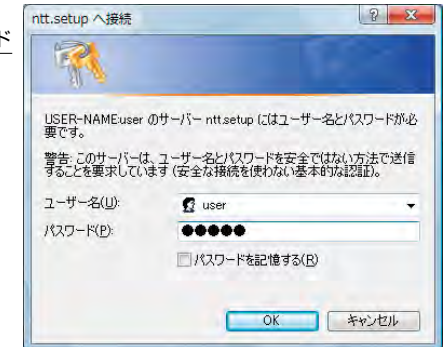 ntt.setup へ接続
ド
USER-NAME:user のサーバー ntt.setup にはユーザー名とパスワードが必
要です。
警告: このサーバーは、ユーザー名とパスワードを安全ではない方法で送信
することを要求しています (安全な接続を使わない基本的な認証)。
ユーザー名(U):
user
パスワード(P):
●●●●●
パスワードを記憶する(R)
OK
キャンセル